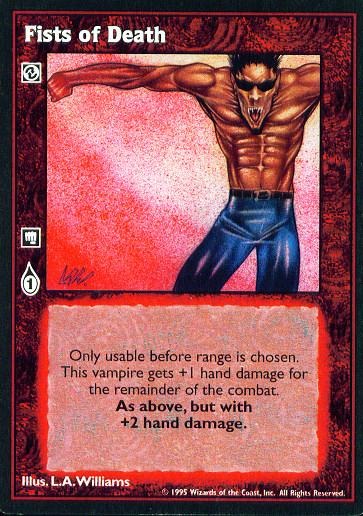 Fists of Death
1
Only usable before range is chosen.
This vampire gets +1 hand damage for
the remainder of the combat.
As above, but with
+2 hand damage.
Illus. L.A.Williams
© 1995 Wizards of the Coast, Inc. All Rights Reserved.